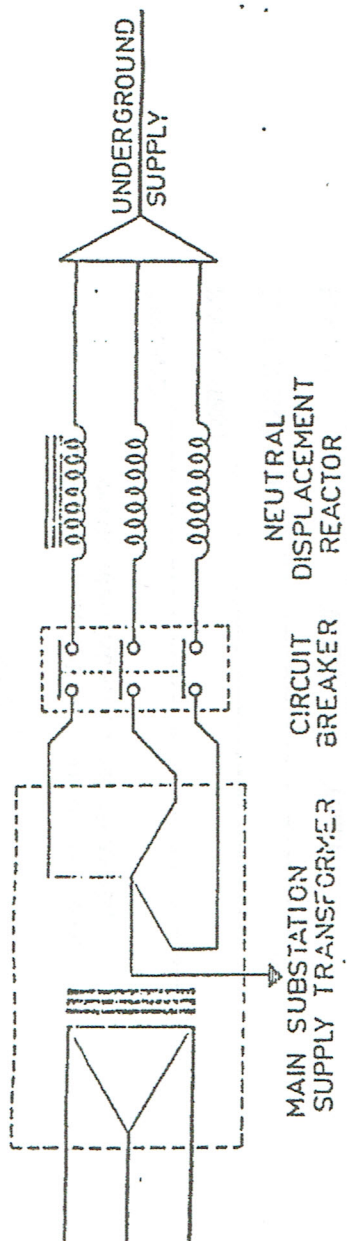 UNDERGROUND
SUPPLY
NEUTRAL
DISPLACEMENT
REACTOR
CIRCUIT
BREAKER
MAIN SUBSTATION
SUPPLY TRANSFORMER